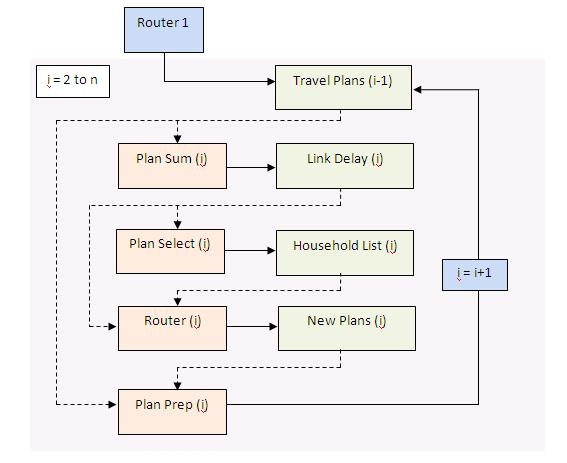 Router 1
i = 2 to n
Travel Plans (i-1)
Plan Sum (i)
Link Delay (i)
Plan Select (i)
Household List (i)
i = i+1
Router (i)
New Plans (i)
Plan Prep (i)